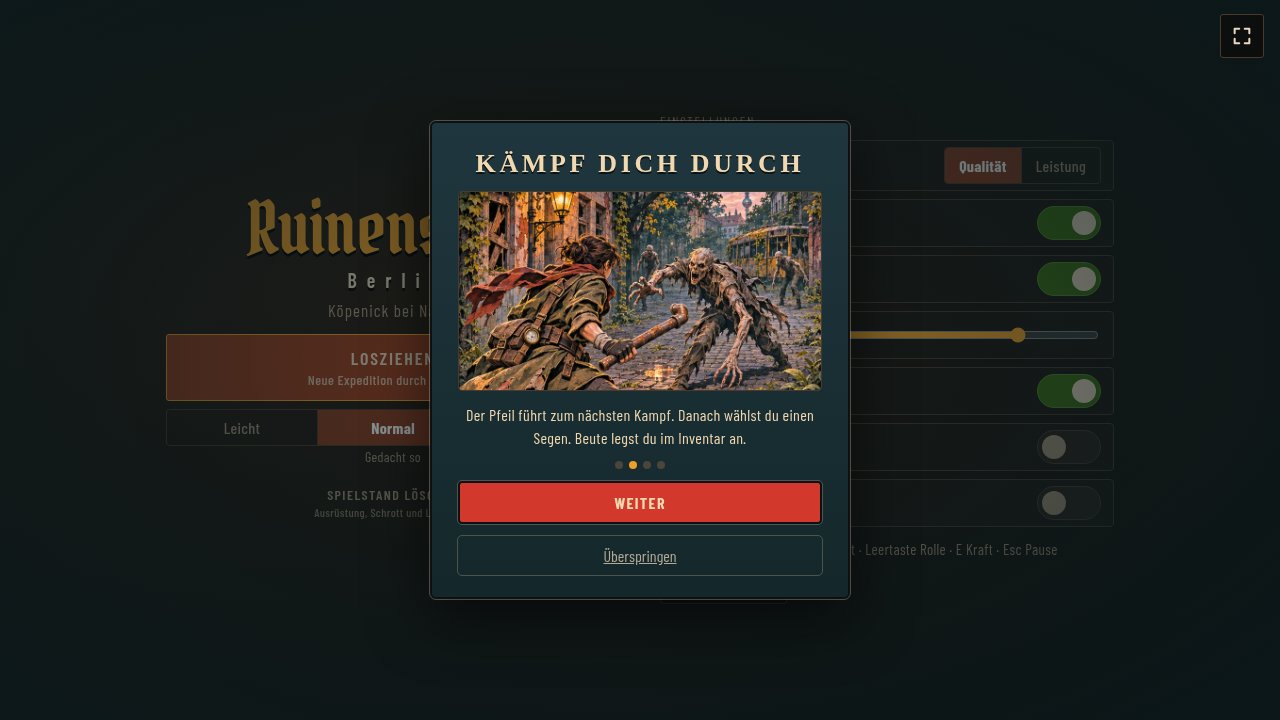 EINSTELLUNGEN
Qualität
Leistung
KÄMPF DICH DURCH
Berli
Köpenick bei
LOSZIEHEN
Neue Expedition durch
Leicht
Normal
Gedacht so
SPIELSTAND
Ausrüstung, Schrott und
Der Pfeil führt zum nächsten Kampf. Danach wählst du einen
Segen. Beute legst du im Inventar an.
WEITER
Überspringen
· Leertaste Rolle · E Kraft · Esc Pause